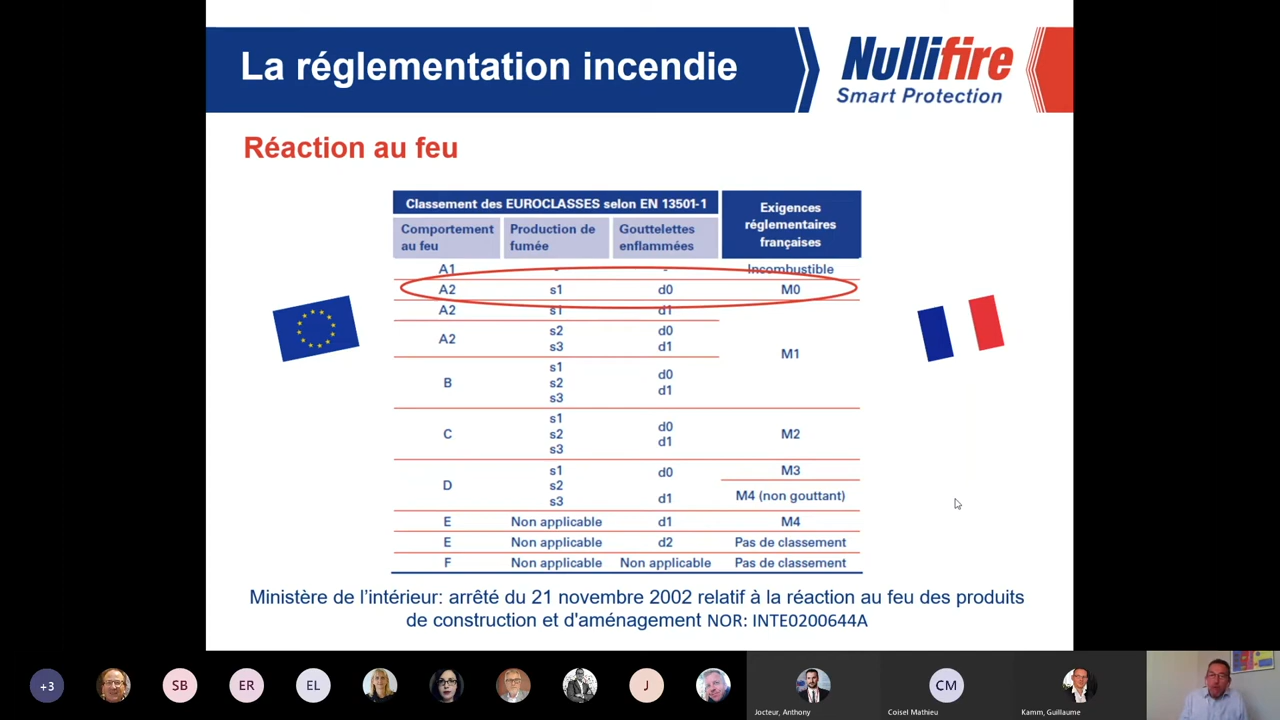 La réglementation incendie
Nullifire
Smart Protection
Réaction au feu
Classement des EUROCLASSES selon EN 13501-1
Exigences
réglementaires
françaises
Comportement
au feu
Production de
fumée
Gouttelettes
enflammées
A1 - - Incombustible
A2 s1 d0 M0
A2 s1 d1
A2
s2
s3
d0
d1
M1
B
s1
s2
s3
d0
d1
C
s1
s2
s3
d0
d1
M2
D
s1
s2
s3
d0
d1
M3
M4 (non gouttant)
E Non applicable d1 M4
E Non applicable d2 Pas de classement
F Non applicable Non applicable Pas de classement
Ministère de l'intérieur: arrêté du 21 novembre 2002 relatif à la réaction au feu des produits
de construction et d'aménagement NOR: INTE0200644A
+3
SB
ER
EL
J
CM
Jocteur, Anthony
Coisel Mathieu
Kamm, Guillaume